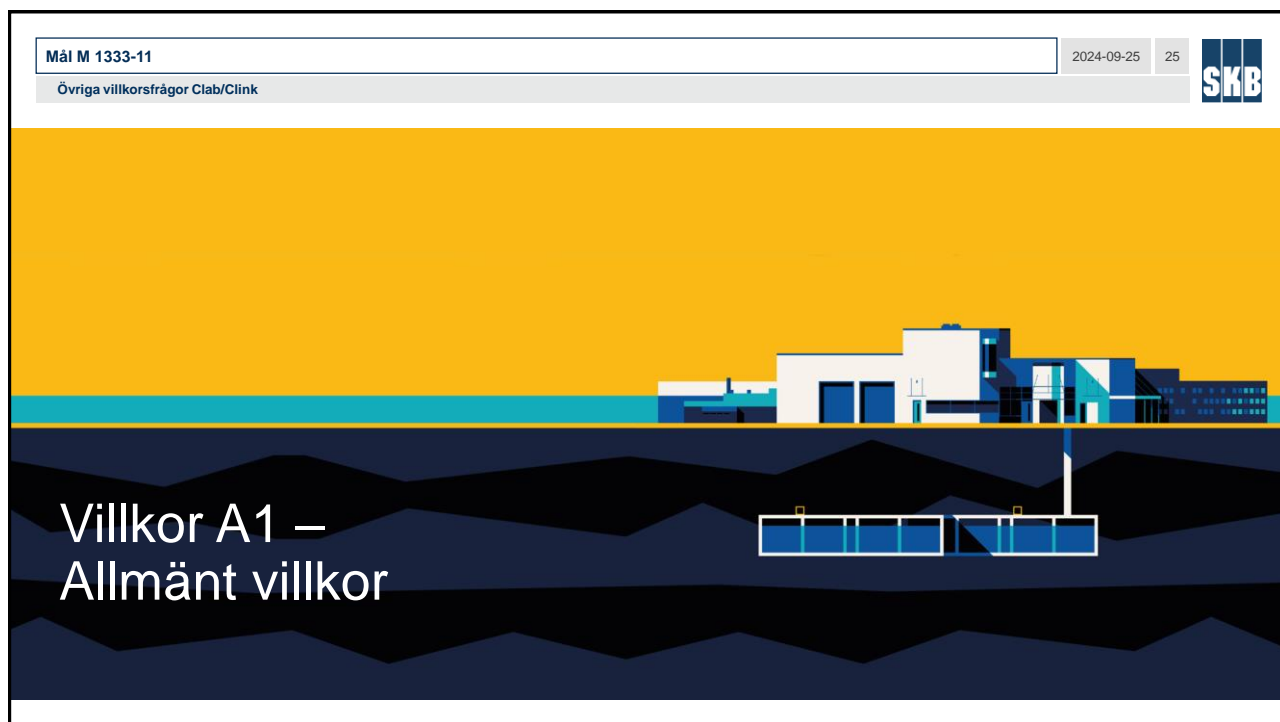 Mål M 1333-11
2024-09-25
25
SKB
Övriga villkorsfrågor Clab/Clink
Villkor A1 –
Allmänt villkor